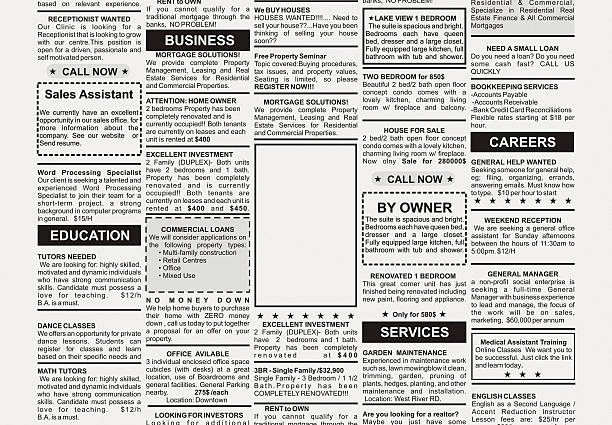 based on relevant experience.
RECEPTIONIST WANTED
Our Clinic is looking for a
Receptionist that is looking to grow
with our centre.This position is
open for a driven, passionate and
self motivated person.
★ CALL NOW ★
Sales Assistant
We currently have an excellent
opportunity in our sales office. for
more information about the
company. See our website or
Send resume.
Word Processing Specialist
Our client is seeking a talented and
experienced Word Processing
Specialist to join their team for a
short-term project. a strong
background in computer programs
in general. $15/H
EDUCATION
TUTORS NEEDED
We are looking for: highly skilled,
motivated and dynamic individuals
who have strong communication
skills. Candidate must possess a
love for teaching. $12/h
B.A. is a must.
DANCE CLASSES
We offers an opportunity for private
dance lessons. Students can
register for classes and learn
based on their specific needs and
MATH TUTORS
We are looking for: highly skilled,
motivated and dynamic individuals
who have strong communication
skills. Candidate must possess a
love for teaching. $12/h
B.A. is a must.
RENT to OWN
If you cannot qualify for a
traditional mortgage through the
banks, NO PROBLEM!
BUSINESS
MORTGAGE SOLUTIONS!
We provide complete Property
Management, Leasing and Real
Estate Services for Residential
and Commercial Properties.
ATTENTION: HOME OWNER
2 bedrooms Property has been
completely renovated and is
currently occupied!! Both tenants
are currently on leases and each
unit is rented at $400
EXCELLENT INVESTMENT
2 Family (DUPLEX)- Both units
have 2 bedrooms and 1 bath.
Property has been completely
renovated and is currently
occupied!! Both tenants are
currently on leases and each unit is
rented at $400 and $450.
COMMERCIAL LOANS
We will consider applications on
the following property types:
• Multi-family construction
• Retail Centres
• Office
• Mixed Use
NO MONEY DOWN
We help home buyers to purchase
their home with ZERO money
down , call us today to put together
a proposal for an offer on your
property.
OFFICE AVILABLE
3 individual enclosed office space
cubicles (with desks) at a great
location, use of Boardrooms and
general facilities. General Parking
nearby. 275$/each
Location: Downtown
LOOKING FOR INVESTORS
Looking for additional
We BUY HOUSES
HOUSES WANTED!!!!..... Need to
sell your house??...Have you been
thinking of selling your house
soon??
Free Property Seminar
Topic covered:Buying procedures,
tax issues, and property values,
Seating is limited, so please
REGISTER NOW!!!
MORTGAGE SOLUTIONS!
We provide complete Property
Management, Leasing and Real
Estate Services for Residential
and Commercial Properties.
★ ★ ★ ★ ★ ★ ★
EXCELLENT INVESTMENT
2 Family (DUPLEX)- Both units
have 2 bedrooms and 1 bath.
Property has been completely
renovated at $400
3BR - Single Family /$32,900
Single Family - 3 Bedroom / 1 1/2
Bath.Property has been
COMPLETELY RENOVATED!!!
RENT to OWN
If you cannot qualify for a
traditional mortgage through the
banks, NO PROBLEM!
★ LAKE VIEW 1 BEDROOM
The suite is spacious and bright.
Bedrooms each have queen
bed, dresser and a large closet.
Fully equipped large kitchen, full
bathroom with tub and shower.
TWO BEDROOM for 850$
Beautiful 2 bed/2 bath open floor
concept condo comes with a
lovely kitchen, charming living
room w/ fireplace. or barbecue.
HOUSE FOR SALE
2 bed/2 bath open floor concept
condo comes with a lovely kitchen,
charming living room w/ fireplace.
Now only Sale for 280000$
★ CALL NOW ★
BY OWNER
The suite is spacious and bright.
Bedrooms each have queen bed,
dresser and a large closet.
Fully equipped large kitchen, full
bathroom with tub and shower.
RENOVATED 1 BEDROOM
This great corner unit has just
finished being renovated including
new paint, flooring and appliance.
★ Only for 580$ ★
SERVICES
GARDEN MAINTENANCE
Experienced in maintenance work
such as, lawn mowing/low it clean,
trimming, garden, pruning of
plants, hedges, planting, and other
maintenance and installation.
Location: West River RD.
Are you looking for a realtor?
Maybe you just have some
Residential & Commercial,
Specialize in Residential Real
Estate Finance & All Commercial
Mortgages
NEED A SMALL LOAN
Do you need a loan? Do you need
some cash fast? CALL US
QUICKLY
BOOKKEEPING SERVICES
-Accounts Payable
-Accounts Receivable
-Bank Credit Card Reconciliations
Flexible rates starting at $18 per
hour.
CAREERS
GENERAL HELP WANTED
Seeking someone for general help,
eg: filing, organizing, errands,
answering emails. Must know how
to type. $10 per hour to start
★ ★ ★ ★ ★ ★ ★
WEEKEND RECEPTION
We are seeking a general office
assistant for Sunday afternoons
between the hours of 11:30am to
5:00pm. $12/H
GENERAL MANAGER
a non-profit social enterprise is
seeking a full-time General
Manager with business experience
to lead and manage, the focus of
the work will be on sales,
marketing, $60,000 per annum
Medical Assistant Training
Online Classes We want you to
be successful. Just click the link
and learn today.
★ ★ ★
ENGLISH CLASSES
English as a Second Language /
Accent Reduction Instructor
Lesson fees are: $25/hr per